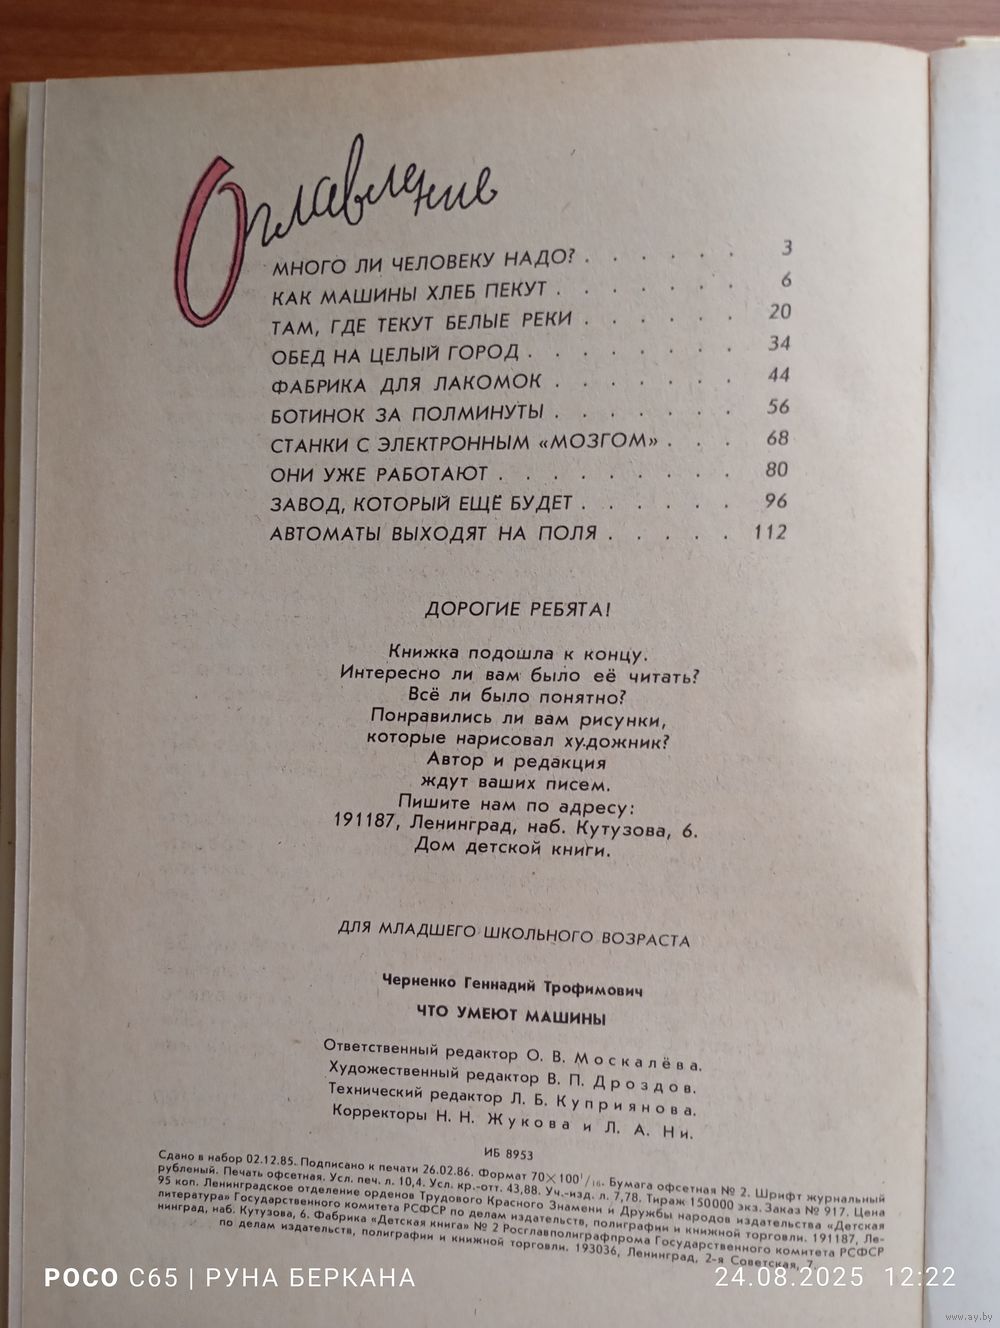 Оглавление
МНОГО ЛИ ЧЕЛОВЕКУ НАДО? . . . . . . 3
КАК МАШИНЫ ХЛЕБ ПЕКУТ . . . . . . . 6
ТАМ, ГДЕ ТЕКУТ БЕЛЫЕ РЕКИ . . . . . . 20
ОБЕД НА ЦЕЛЫЙ ГОРОД . . . . . . . . 34
ФАБРИКА ДЛЯ ЛАКОМОК . . . . . . . 44
БОТИНОК ЗА ПОЛМИНУТЫ . . . . . . . 56
СТАНКИ С ЭЛЕКТРОННЫМ «МОЗГОМ» . . . 68
ОНИ УЖЕ РАБОТАЮТ . . . . . . . . . 80
ЗАВОД, КОТОРЫЙ ЕЩЁ БУДЕТ . . . . . . 96
АВТОМАТЫ ВЫХОДЯТ НА ПОЛЯ . . . . . 112
ДОРОГИЕ РЕБЯТА!
Книжка подошла к концу.
Интересно ли вам было её читать?
Всё ли было понятно?
Понравились ли вам рисунки,
которые нарисовал художник?
Автор и редакция
ждут ваших писем.
Пишите нам по адресу:
191187, Ленинград, наб. Кутузова, 6.
Дом детской книги.
ДЛЯ МЛАДШЕГО ШКОЛЬНОГО ВОЗРАСТА
Черненко Геннадий Трофимович
ЧТО УМЕЮТ МАШИНЫ
Ответственный редактор О. В. Москалёва.
Художественный редактор В. П. Дроздов.
Технический редактор Л. Б. Куприянова.
Корректоры Н. Н. Жукова и Л. А. Ни.
ИБ 8953
Сдано в набор 02.12.85. Подписано к печати 26.02.86. Формат 70×100¹/₁₆. Бумага офсетная № 2. Шрифт журнальный
рубленый. Печать офсетная. Усл. печ. л. 10,4. Усл. кр.-отт. 43,88. Уч.-изд. л. 7,78. Тираж 150000 экз. Заказ № 917. Цена
95 коп. Ленинградское отделение орденов Трудового Красного Знамени и Дружбы народов издательства «Детская
литература» Государственного комитета РСФСР по делам издательств, полиграфии и книжной торговли. 191187, Ле-
нинград, наб. Кутузова, 6. Фабрика «Детская книга» № 2 Росглавполиграфпрома Государственного комитета РСФСР
по делам издательств, полиграфии и книжной торговли. 193036, Ленинград, 2-я Советская, 7.
POCO C65 | РУНА БЕРКАНА 24.08.2025 12:22
www.ay.by